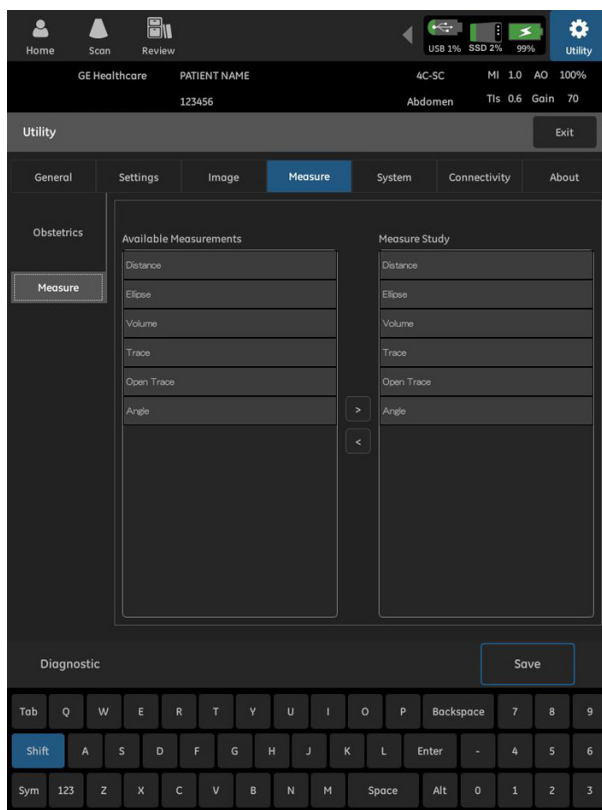 USB 1% SSD 2% 99%
Home Scan Review Utility
GE Healthcare PATIENT NAME 4C-SC MI 1.0 AO 100%
123456 Abdomen TIs 0.6 Gain 70
Utility Exit
General Settings Image Measure System Connectivity About
Obstetrics
Measure
Available Measurements
Distance
Ellipse
Volume
Trace
Open Trace
Angle
>
<
Measure Study
Distance
Ellipse
Volume
Trace
Open Trace
Angle
Diagnostic Save
Tab Q W E R T Y U I O P Backspace 7 8 9
Shift A S D F G H J K L Enter - 4 5 6
Sym 123 Z X C V B N M Space Alt 0 1 2 3